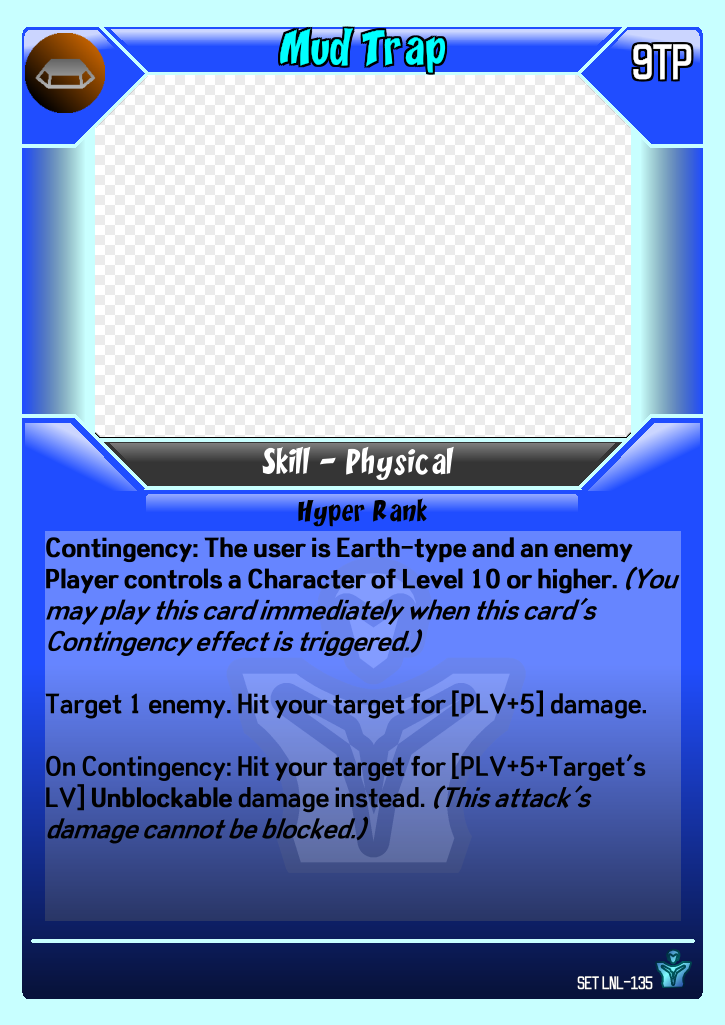 Mud Trap
9TP
Skill - Physical
Hyper Rank
Contingency: The user is Earth-type and an enemy
Player controls a Character of Level 10 or higher. (You
may play this card immediately when this card's
Contingency effect is triggered.)
Target 1 enemy. Hit your target for [PLV+5] damage.
On Contingency: Hit your target for [PLV+5+Target's
LV] Unblockable damage instead. (This attack's
damage cannot be blocked.)
SET LNL-135